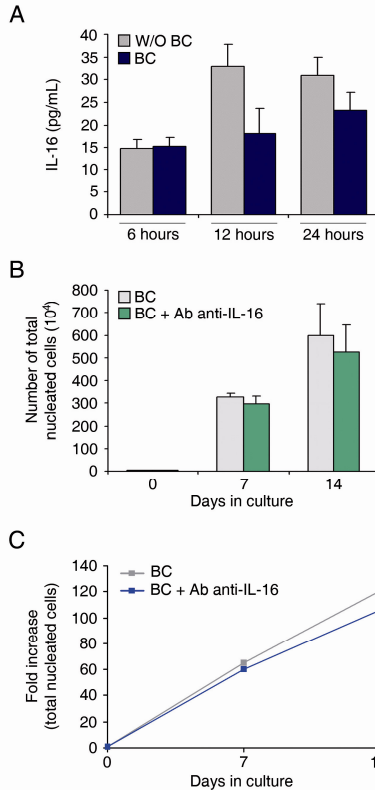 A
IL-16 (pg/mL)
40
35
30
25
20
15
10
5
0
W/O BC
BC
6 hours 12 hours 24 hours
B
Number of total
nucleated cells (10⁴)
800
700
600
500
400
300
200
100
0
BC
BC + Ab anti-IL-16
0 7 14
Days in culture
C
Fold increase
(total nucleated cells)
140
120
100
80
60
40
20
0
BC
BC + Ab anti-IL-16
0 7 1
Days in culture